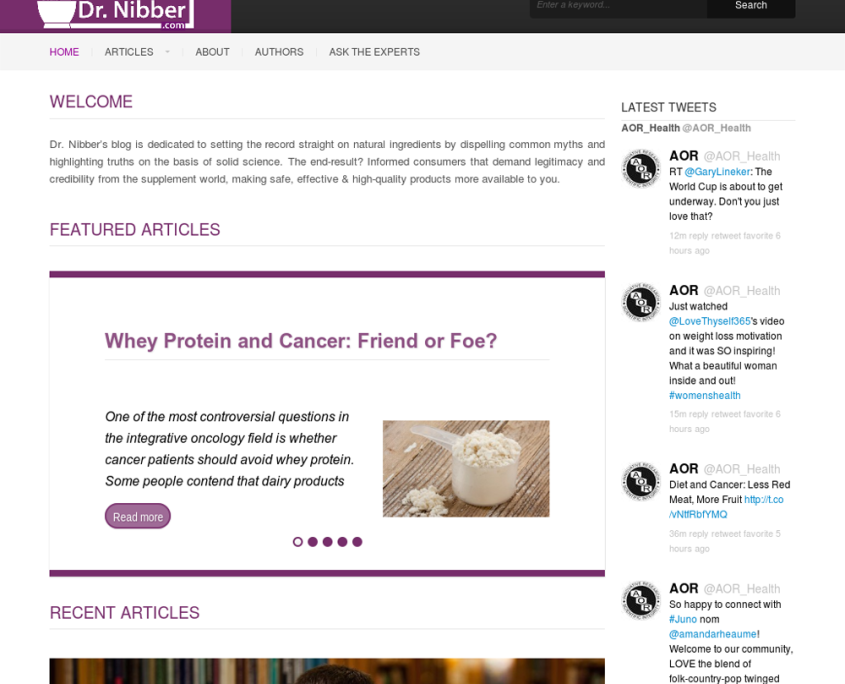 Dr. Nibber
.com
Enter a keyword...
Search
HOME
ARTICLES
ABOUT
AUTHORS
ASK THE EXPERTS
WELCOME
Dr. Nibber's blog is dedicated to setting the record straight on natural ingredients by dispelling common myths and
highlighting truths on the basis of solid science. The end-result? Informed consumers that demand legitimacy and
credibility from the supplement world, making safe, effective & high-quality products more available to you.
FEATURED ARTICLES
Whey Protein and Cancer: Friend or Foe?
One of the most controversial questions in
the integrative oncology field is whether
cancer patients should avoid whey protein.
Some people contend that dairy products
Read more
RECENT ARTICLES
LATEST TWEETS
AOR_Health @AOR_Health
AOR
AOR @AOR_Health
RT @GaryLineker: The
World Cup is about to get
underway. Don't you just
love that?
12m reply retweet favorite 6
hours ago
AOR
AOR @AOR_Health
Just watched
@LoveThyself365's video
on weight loss motivation
and it was SO inspiring!
What a beautiful woman
inside and out!
#womenshealth
15m reply retweet favorite 6
hours ago
AOR
AOR @AOR_Health
Diet and Cancer: Less Red
Meat, More Fruit http://t.co
/vNtfRbfYMQ
36m reply retweet favorite 5
hours ago
AOR
AOR @AOR_Health
So happy to connect with
#Juno nom
@amandarheaume!
Welcome to our community,
LOVE the blend of
folk-country-pop twinged